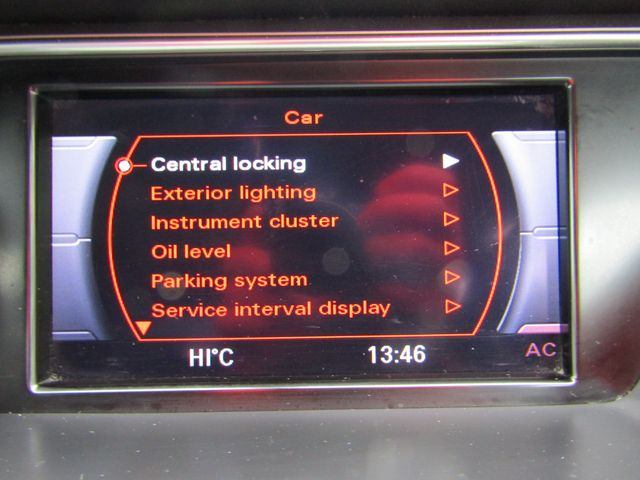 Car
Central locking
Exterior lighting
Instrument cluster
Oil level
Parking system
Service interval display
HI°C 13:46 AC